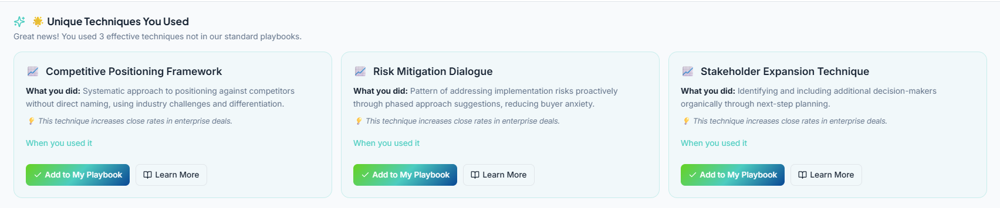 Unique Techniques You Used
Great news! You used 3 effective techniques not in our standard playbooks.
Competitive Positioning Framework
What you did: Systematic approach to positioning against competitors
without direct naming, using industry challenges and differentiation.
This technique increases close rates in enterprise deals.
When you used it
Add to My Playbook
Learn More
Risk Mitigation Dialogue
What you did: Pattern of addressing implementation risks proactively
through phased approach suggestions, reducing buyer anxiety.
This technique increases close rates in enterprise deals.
When you used it
Add to My Playbook
Learn More
Stakeholder Expansion Technique
What you did: Identifying and including additional decision-makers
organically through next-step planning.
This technique increases close rates in enterprise deals.
When you used it
Add to My Playbook
Learn More